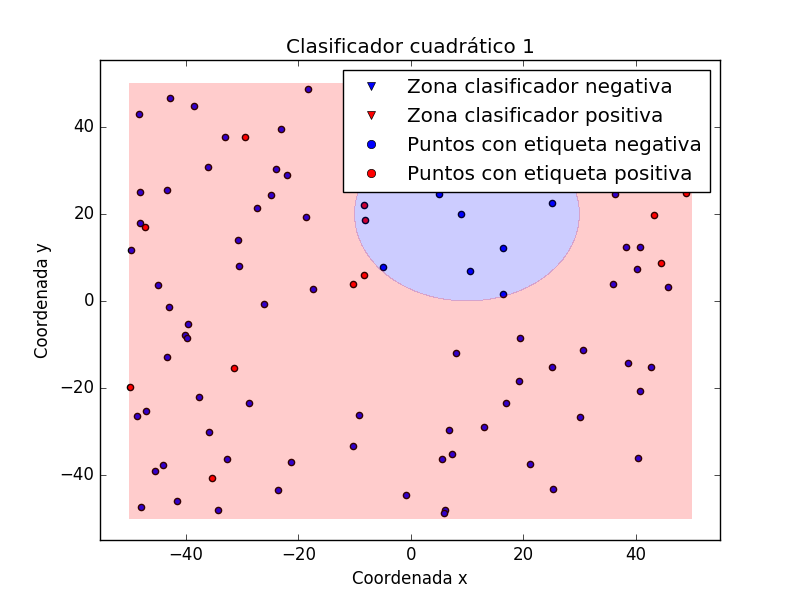 Clasificador cuadrático 1
Zona clasificador negativa
Zona clasificador positiva
Puntos con etiqueta negativa
Puntos con etiqueta positiva
40
20
0
−20
−40
Coordenada y
−40
−20
0
20
40
Coordenada x